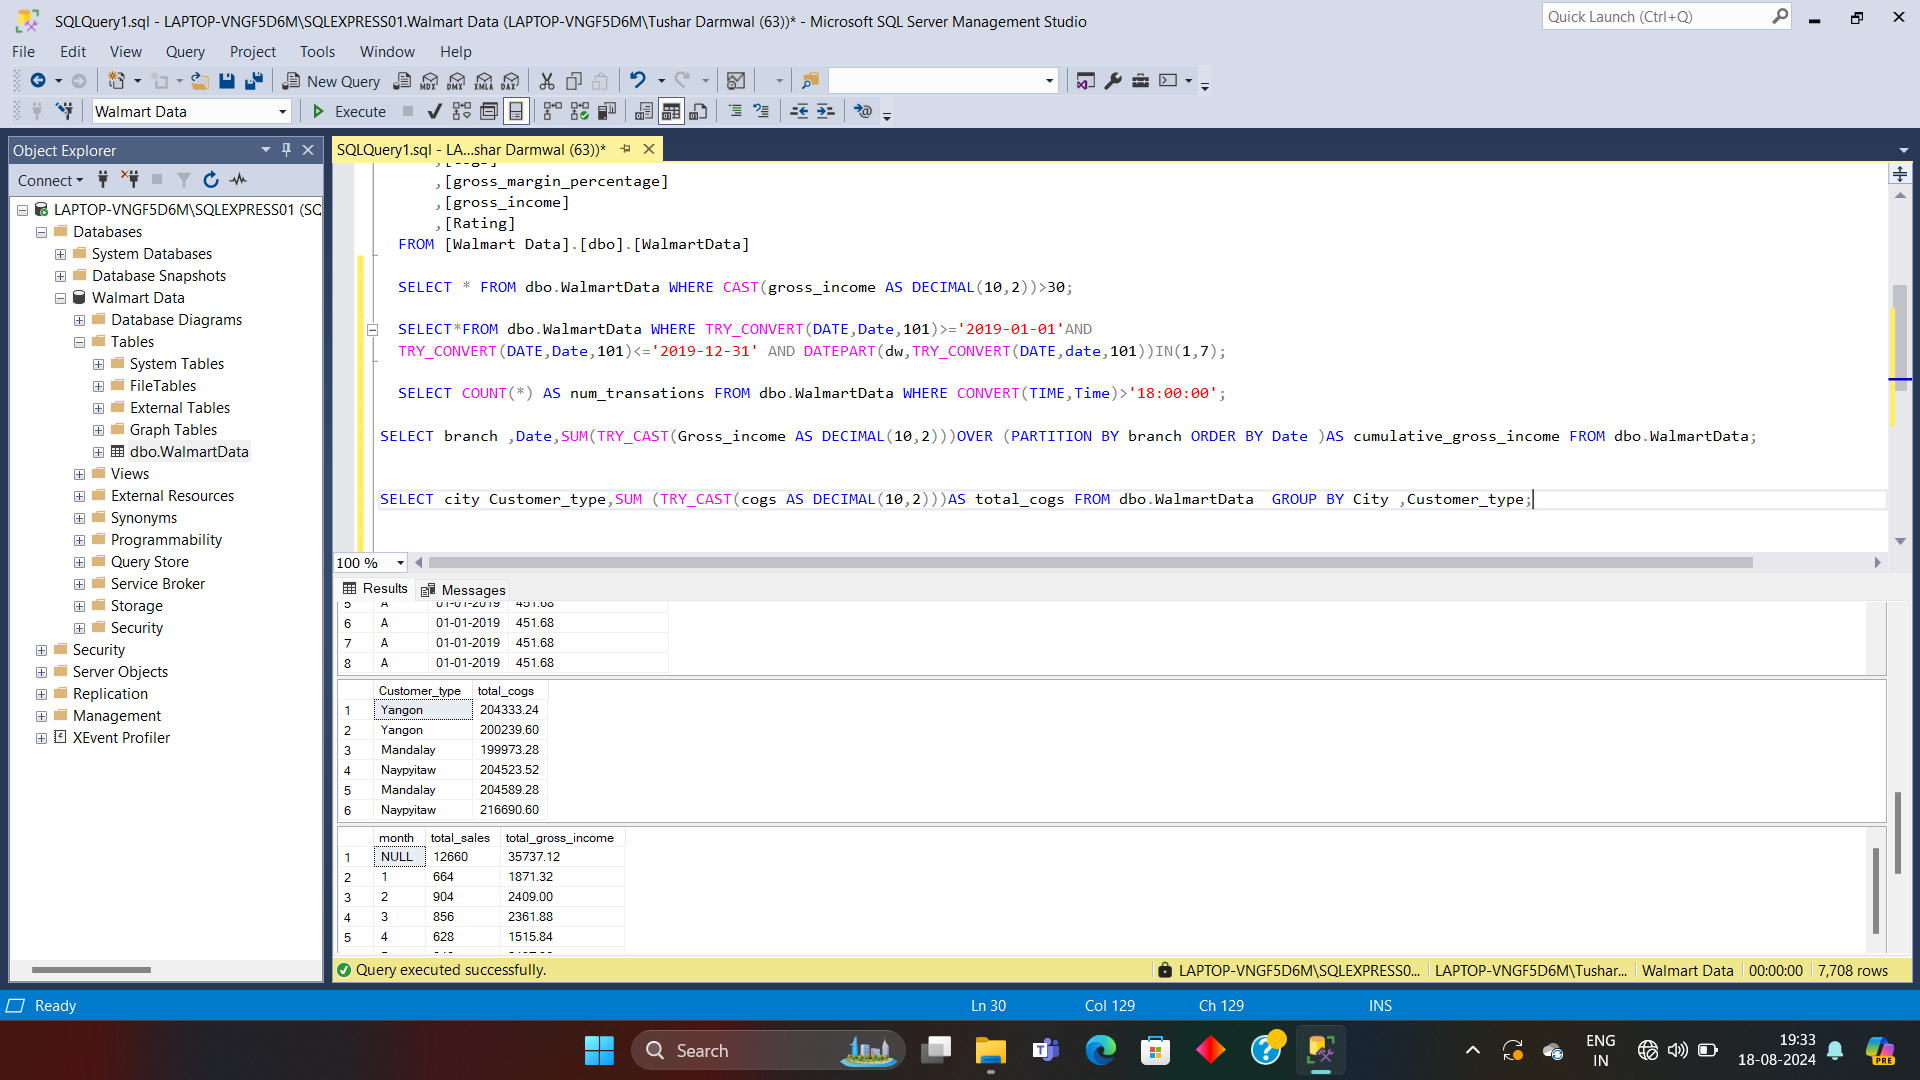 SQLQuery1.sql - LAPTOP-VNGF5D6M\SQLEXPRESS01.Walmart Data (LAPTOP-VNGF5D6M\Tushar Darmwal (63))* - Microsoft SQL Server Management Studio
Quick Launch (Ctrl+Q)
File Edit View Query Project Tools Window Help
New Query MDX DMX XMLA DAX
Walmart Data Execute
Object Explorer
Connect
LAPTOP-VNGF5D6M\SQLEXPRESS01 (SQ
Databases
System Databases
Database Snapshots
Walmart Data
Database Diagrams
Tables
System Tables
FileTables
External Tables
Graph Tables
dbo.WalmartData
Views
External Resources
Synonyms
Programmability
Query Store
Service Broker
Storage
Security
Security
Server Objects
Replication
Management
XEvent Profiler
SQLQuery1.sql - LA...shar Darmwal (63))*
,[gross_margin_percentage]
,[gross_income]
,[Rating]
FROM [Walmart Data].[dbo].[WalmartData]
SELECT * FROM dbo.WalmartData WHERE CAST(gross_income AS DECIMAL(10,2))>30;
SELECT*FROM dbo.WalmartData WHERE TRY_CONVERT(DATE,Date,101)>='2019-01-01'AND
TRY_CONVERT(DATE,Date,101)<='2019-12-31' AND DATEPART(dw,TRY_CONVERT(DATE,date,101))IN(1,7);
SELECT COUNT(*) AS num_transations FROM dbo.WalmartData WHERE CONVERT(TIME,Time)>'18:00:00';
SELECT branch ,Date,SUM(TRY_CAST(Gross_income AS DECIMAL(10,2)))OVER (PARTITION BY branch ORDER BY Date )AS cumulative_gross_income FROM dbo.WalmartData;
SELECT city Customer_type,SUM (TRY_CAST(cogs AS DECIMAL(10,2)))AS total_cogs FROM dbo.WalmartData  GROUP BY City ,Customer_type;
100 %
Results Messages
5 A 01-01-2019 451.68
6 A 01-01-2019 451.68
7 A 01-01-2019 451.68
8 A 01-01-2019 451.68
Customer_type total_cogs
1 Yangon 204333.24
2 Yangon 200239.60
3 Mandalay 199973.28
4 Naypyitaw 204523.52
5 Mandalay 204589.28
6 Naypyitaw 216690.60
month total_sales total_gross_income
1 NULL 12660 35737.12
2 1 664 1871.32
3 2 904 2409.00
4 3 856 2361.88
5 4 628 1515.84
Query executed successfully.
LAPTOP-VNGF5D6M\SQLEXPRESS0... LAPTOP-VNGF5D6M\Tushar... Walmart Data 00:00:00 7,708 rows
Ready Ln 30 Col 129 Ch 129 INS
Search
ENG
IN
19:33
18-08-2024
PRE